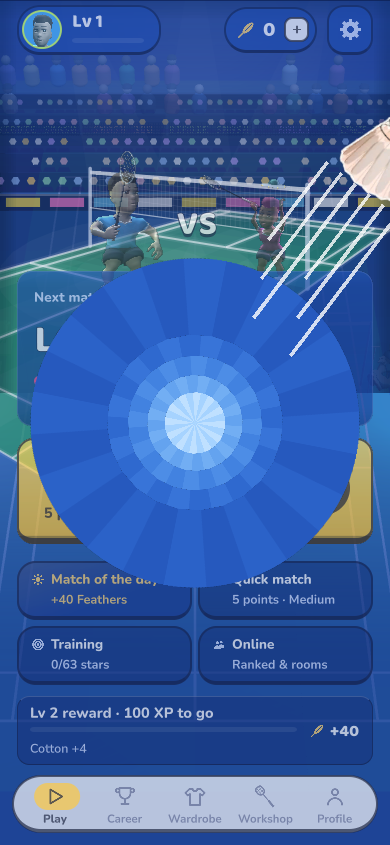 Lv 1
0
+
VS
Next
5
Match of the day
Quick match
+40 Feathers
5 points · Medium
Training
Online
0/63 stars
Ranked & rooms
Lv 2 reward · 100 XP to go
+40
Cotton +4
Play
Career
Wardrobe
Workshop
Profile